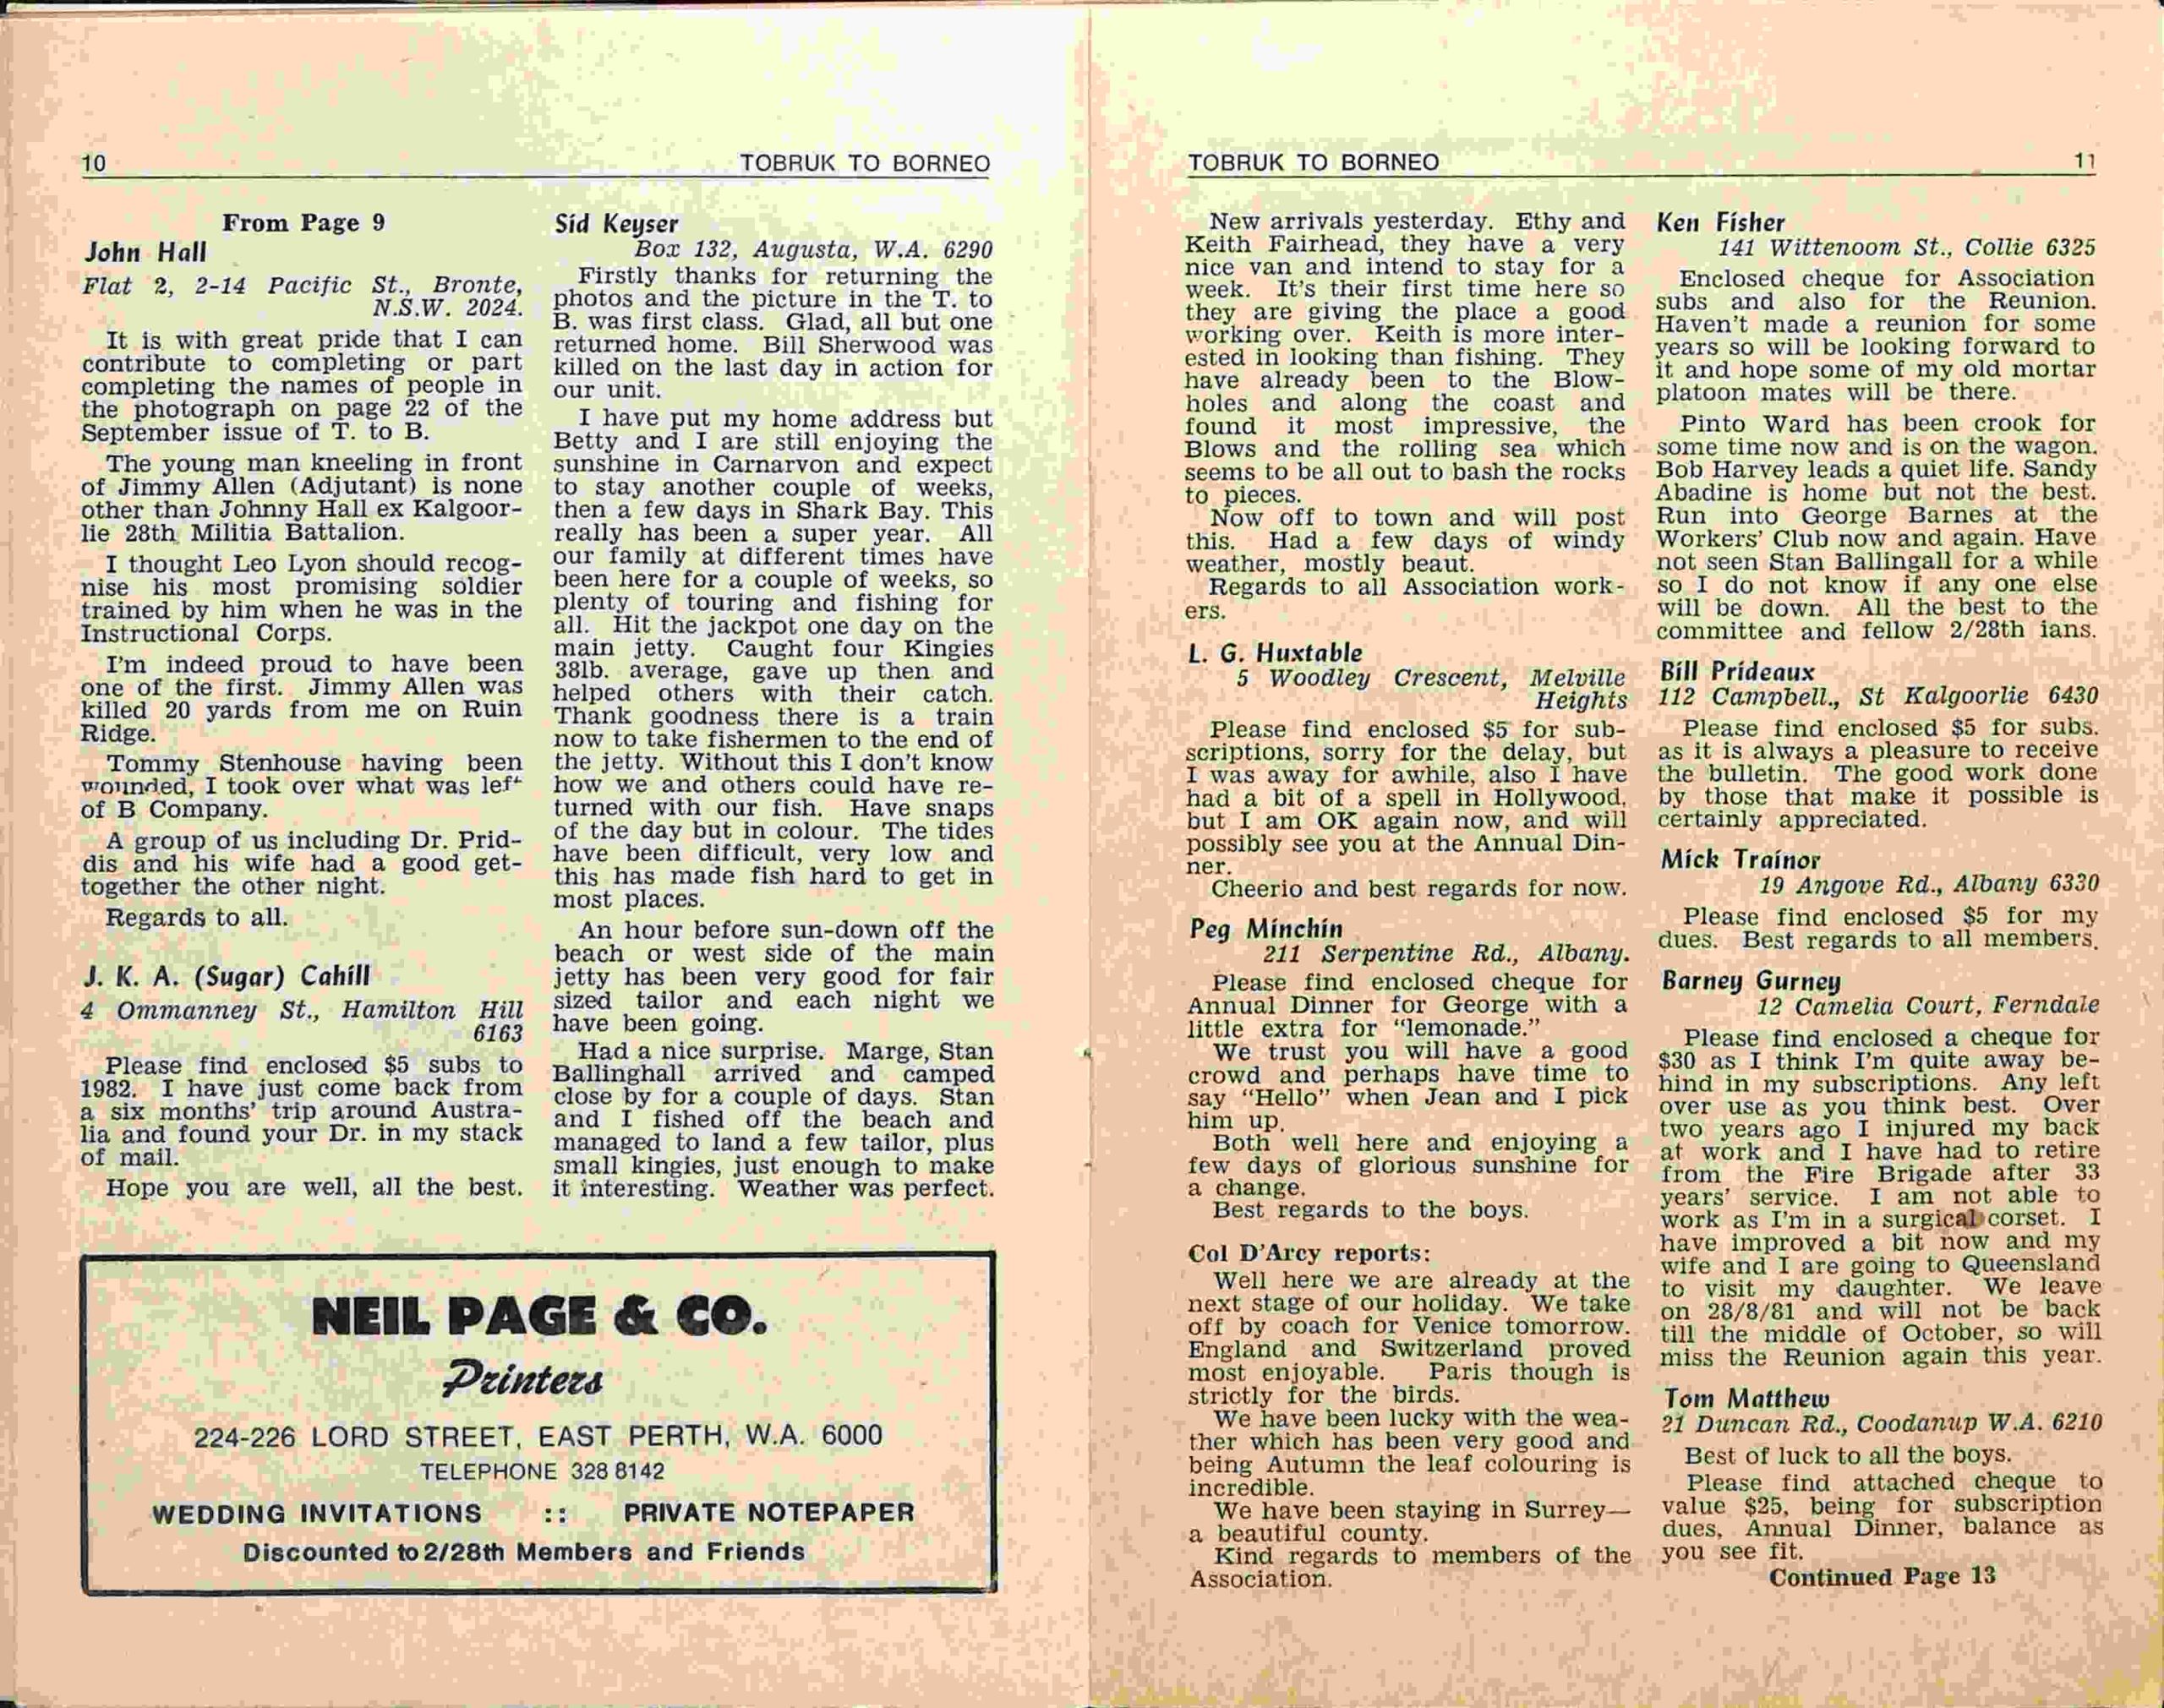 10
TOBRUK TO BORNEO
From Page 9
John Hall
Flat 2, 2-14 Pacific St., Bronte,
N.S.W. 2024.
It is with great pride that I can
contribute to completing or part
completing the names of people in
the photograph on page 22 of the
September issue of T. to B.
The young man kneeling in front
of Jimmy Allen (Adjutant) is none
other than Johnny Hall ex Kalgoor-
lie 28th Militia Battalion.
I thought Leo Lyon should recog-
nise his most promising soldier
trained by him when he was in the
Instructional Corps.
I'm indeed proud to have been
one of the first. Jimmy Allen was
killed 20 yards from me on Ruin
Ridge.
Tommy Stenhouse having been
wounded, I took over what was left
of B Company.
A group of us including Dr. Prid-
dis and his wife had a good get-
together the other night.
Regards to all.
J. K. A. (Sugar) Cahill
4 Ommanney St., Hamilton Hill
6163
Please find enclosed $5 subs to
1982. I have just come back from
a six months' trip around Austra-
lia and found your Dr. in my stack
of mail.
Hope you are well, all the best.
Sid Keyser
Box 132, Augusta, W.A. 6290
Firstly thanks for returning the
photos and the picture in the T. to
B. was first class. Glad, all but one
returned home. Bill Sherwood was
killed on the last day in action for
our unit.
I have put my home address but
Betty and I are still enjoying the
sunshine in Carnarvon and expect
to stay another couple of weeks,
then a few days in Shark Bay. This
really has been a super year. All
our family at different times have
been here for a couple of weeks, so
plenty of touring and fishing for
all. Hit the jackpot one day on the
main jetty. Caught four Kingies
38lb. average, gave up then and
helped others with their catch.
Thank goodness there is a train
now to take fishermen to the end of
the jetty. Without this I don't know
how we and others could have re-
turned with our fish. Have snaps
of the day but in colour. The tides
have been difficult, very low and
this has made fish hard to get in
most places.
An hour before sun-down off the
beach or west side of the main
jetty has been very good for fair
sized tailor and each night we
have been going.
Had a nice surprise. Marge, Stan
Ballinghall arrived and camped
close by for a couple of days. Stan
and I fished off the beach and
managed to land a few tailor, plus
small kingies, just enough to make
it interesting. Weather was perfect.
NEIL PAGE & CO.
Printers
224-226 LORD STREET, EAST PERTH, W.A. 6000
TELEPHONE 328 8142
WEDDING INVITATIONS :: PRIVATE NOTEPAPER
Discounted to 2/28th Members and Friends
TOBRUK TO BORNEO
11
New arrivals yesterday. Ethy and
Keith Fairhead, they have a very
nice van and intend to stay for a
week. It's their first time here so
they are giving the place a good
working over. Keith is more inter-
ested in looking than fishing. They
have already been to the Blow-
holes and along the coast and
found it most impressive, the
Blows and the rolling sea which
seems to be all out to bash the rocks
to pieces.
Now off to town and will post
this. Had a few days of windy
weather, mostly beaut.
Regards to all Association work-
ers.
L. G. Huxtable
5 Woodley Crescent, Melville
Heights
Please find enclosed $5 for sub-
scriptions, sorry for the delay, but
I was away for awhile, also I have
had a bit of a spell in Hollywood,
but I am OK again now, and will
possibly see you at the Annual Din-
ner.
Cheerio and best regards for now.
Peg Minchin
211 Serpentine Rd., Albany.
Please find enclosed cheque for
Annual Dinner for George with a
little extra for "lemonade."
We trust you will have a good
crowd and perhaps have time to
say "Hello" when Jean and I pick
him up.
Both well here and enjoying a
few days of glorious sunshine for
a change.
Best regards to the boys.
Col D'Arcy reports:
Well here we are already at the
next stage of our holiday. We take
off by coach for Venice tomorrow.
England and Switzerland proved
most enjoyable. Paris though is
strictly for the birds.
We have been lucky with the wea-
ther which has been very good and
being Autumn the leaf colouring is
incredible.
We have been staying in Surrey—
a beautiful county.
Kind regards to members of the
Association.
Ken Fisher
141 Wittenoom St., Collie 6325
Enclosed cheque for Association
subs and also for the Reunion.
Haven't made a reunion for some
years so will be looking forward to
it and hope some of my old mortar
platoon mates will be there.
Pinto Ward has been crook for
some time now and is on the wagon.
Bob Harvey leads a quiet life. Sandy
Abadine is home but not the best.
Run into George Barnes at the
Workers' Club now and again. Have
not seen Stan Ballingall for a while
so I do not know if any one else
will be down. All the best to the
committee and fellow 2/28th ians.
Bill Prideaux
112 Campbell., St Kalgoorlie 6430
Please find enclosed $5 for subs.
as it is always a pleasure to receive
the bulletin. The good work done
by those that make it possible is
certainly appreciated.
Mick Trainor
19 Angove Rd., Albany 6330
Please find enclosed $5 for my
dues. Best regards to all members.
Barney Gurney
12 Camelia Court, Ferndale
Please find enclosed a cheque for
$30 as I think I'm quite away be-
hind in my subscriptions. Any left
over use as you think best. Over
two years ago I injured my back
at work and I have had to retire
from the Fire Brigade after 33
years' service. I am not able to
work as I'm in a surgical corset. I
have improved a bit now and my
wife and I are going to Queensland
to visit my daughter. We leave
on 28/8/81 and will not be back
till the middle of October, so will
miss the Reunion again this year.
Tom Matthew
21 Duncan Rd., Coodanup W.A. 6210
Best of luck to all the boys.
Please find attached cheque to
value $25, being for subscription
dues, Annual Dinner, balance as
you see fit.
Continued Page 13